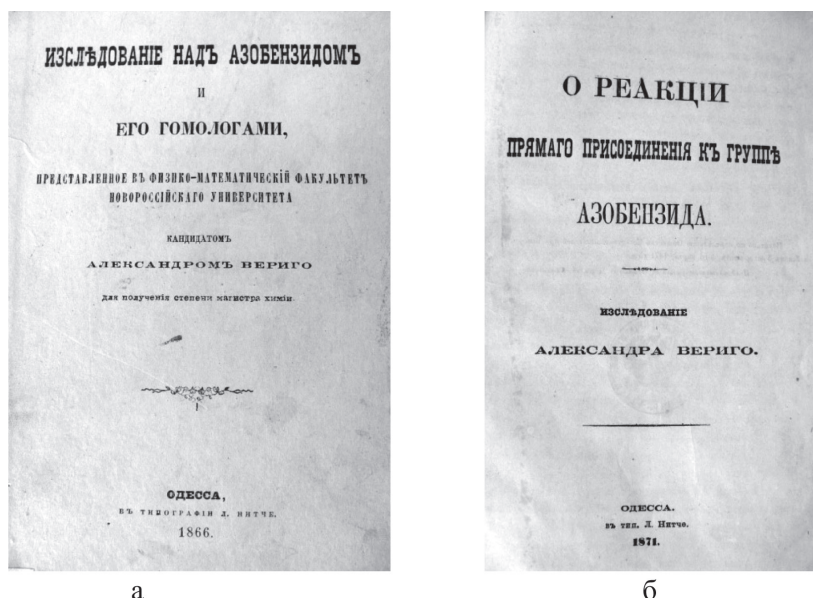 ИЗСЛѢДОВАНІЕ НАДЪ АЗОБЕНЗИДОМЪ
И
ЕГО ГОМОЛОГАМИ,
ПРЕДСТАВЛЕННОЕ ВЪ ФИЗИКО-МАТЕМАТИЧЕСКІЙ ФАКУЛЬТЕТЪ
НОВОРОССІЙСКАГО УНИВЕРСИТЕТА
КАНДИДАТОМЪ
АЛЕКСАНДРОМЪ ВЕРИГО
для полученія степени магистра химіи.
ОДЕССА,
ВЪ ТИПОГРАФІИ Л. НИТЧЕ.
1866.
а
О РЕАКЦІИ
ПРЯМАГО ПРИСОЕДИНЕНІЯ КЪ ГРУППѢ
АЗОБЕНЗИДА.
ИЗСЛѢДОВАНІЕ
АЛЕКСАНДРА ВЕРИГО.
ОДЕССА.
въ тип. Л. Нитче.
1871.
б